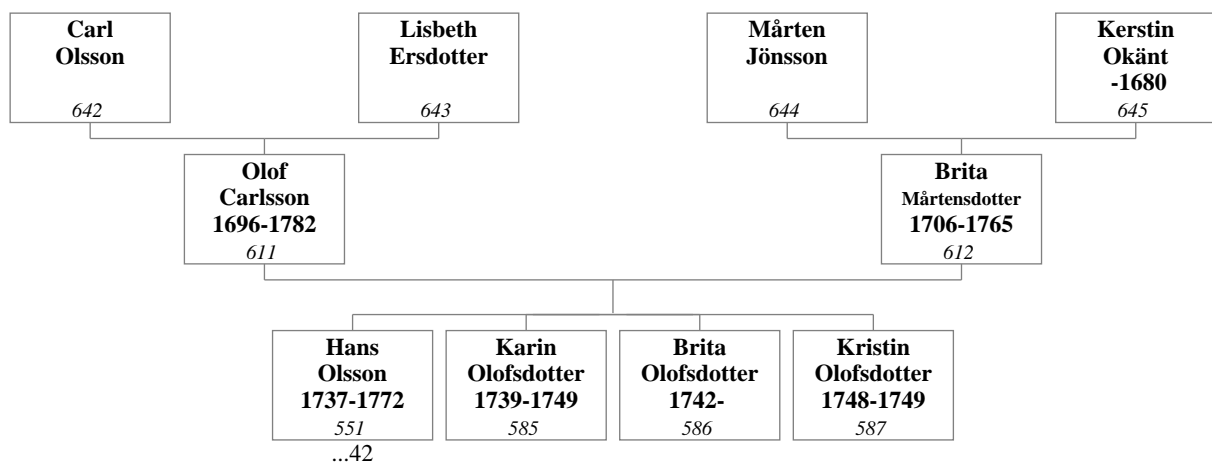 Carl
Olsson
642
Lisbeth
Ersdotter
643
Mårten
Jönsson
644
Kerstin
Okänt
-1680
645
Olof
Carlsson
1696-1782
611
Brita
Mårtensdotter
1706-1765
612
Hans
Olsson
1737-1772
551
...42
Karin
Olofsdotter
1739-1749
585
Brita
Olofsdotter
1742-
586
Kristin
Olofsdotter
1748-1749
587